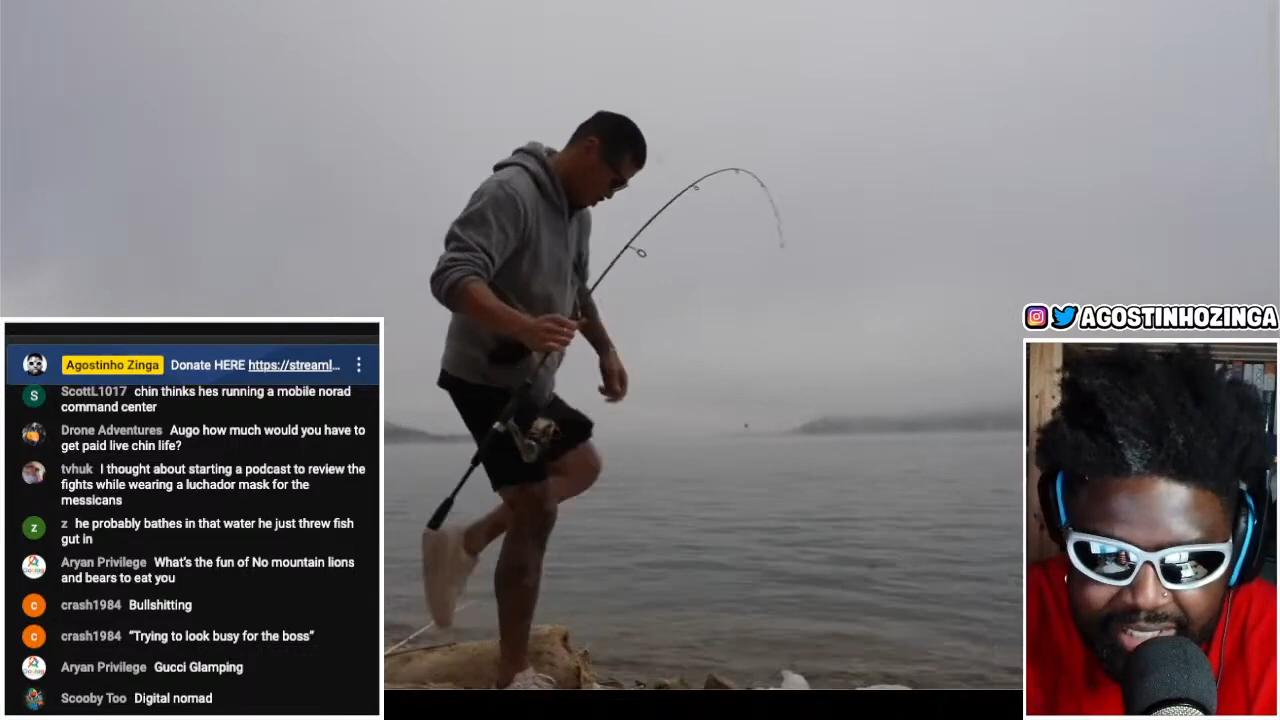 AGOSTINHOZINGA
Agostinho Zinga Donate HERE https://streaml...
ScottL1017 chin thinks hes running a mobile norad
command center
Drone Adventures Augo how much would you have to
get paid live chin life?
tvhuk I thought about starting a podcast to review the
fights while wearing a luchador mask for the
messicans
z he probably bathes in that water he just threw fish
gut in
Aryan Privilege What's the fun of No mountain lions
and bears to eat you
crash1984 Bullshitting
crash1984 "Trying to look busy for the boss"
Aryan Privilege Gucci Glamping
Scooby Too Digital nomad